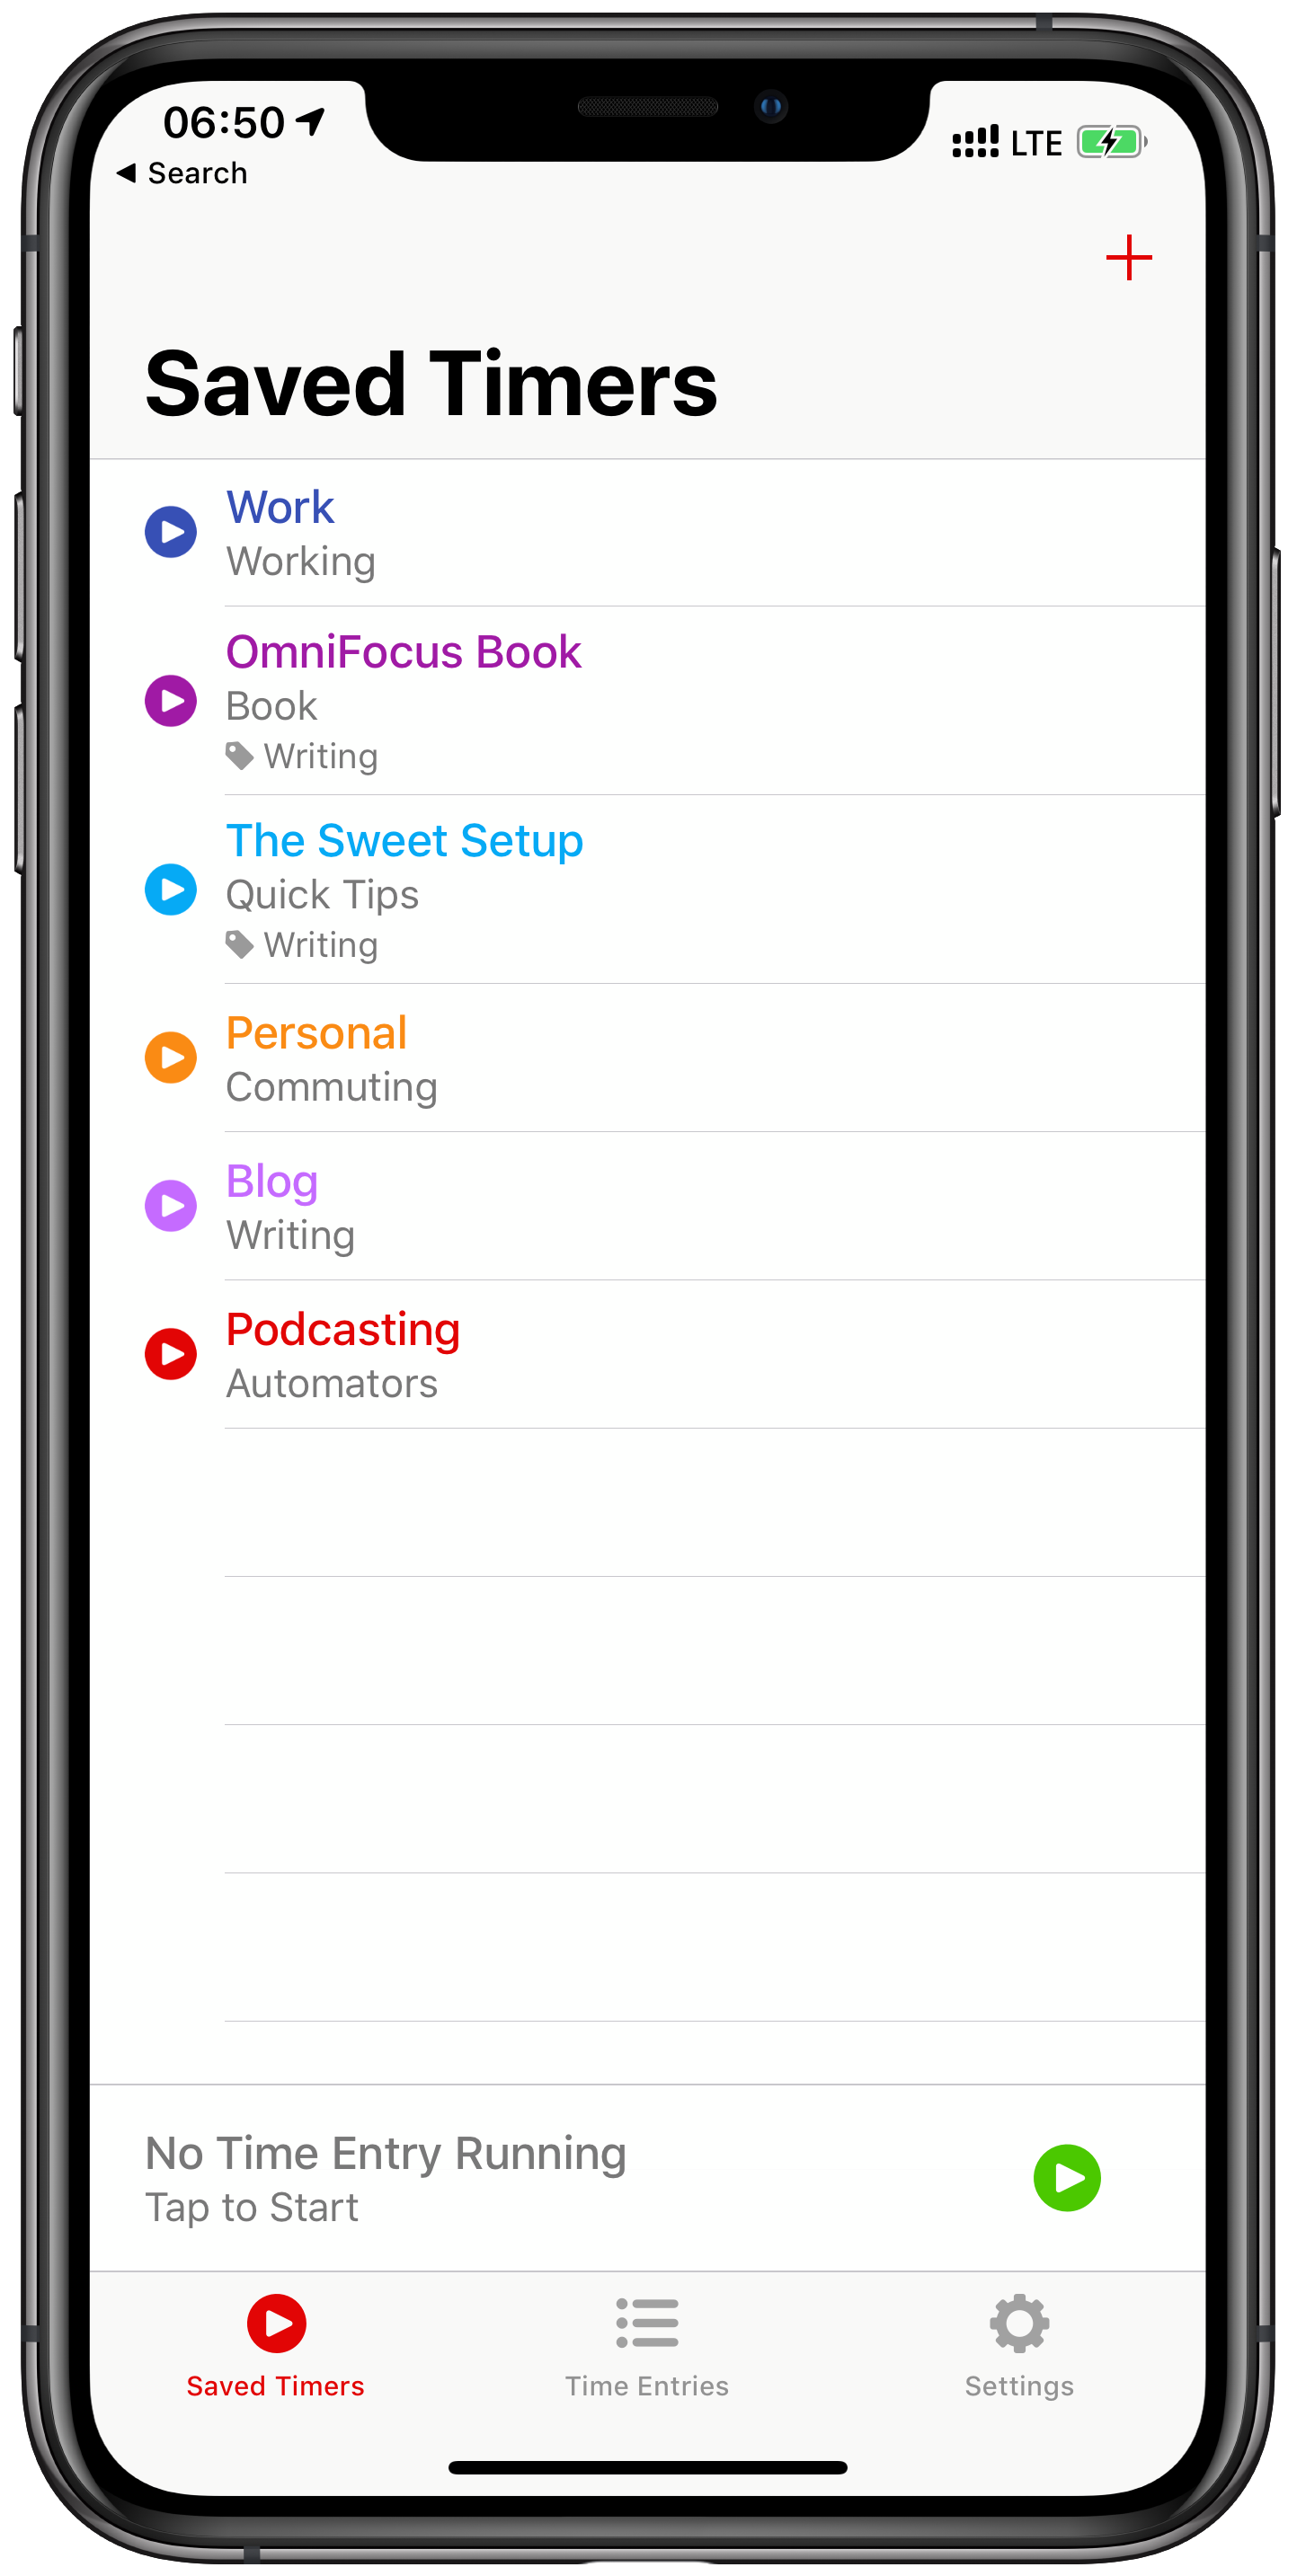 06:50
LTE
Search
Saved Timers
Work
Working
OmniFocus Book
Book
Writing
The Sweet Setup
Quick Tips
Writing
Personal
Commuting
Blog
Writing
Podcasting
Automators
No Time Entry Running
Tap to Start
Saved Timers
Time Entries
Settings